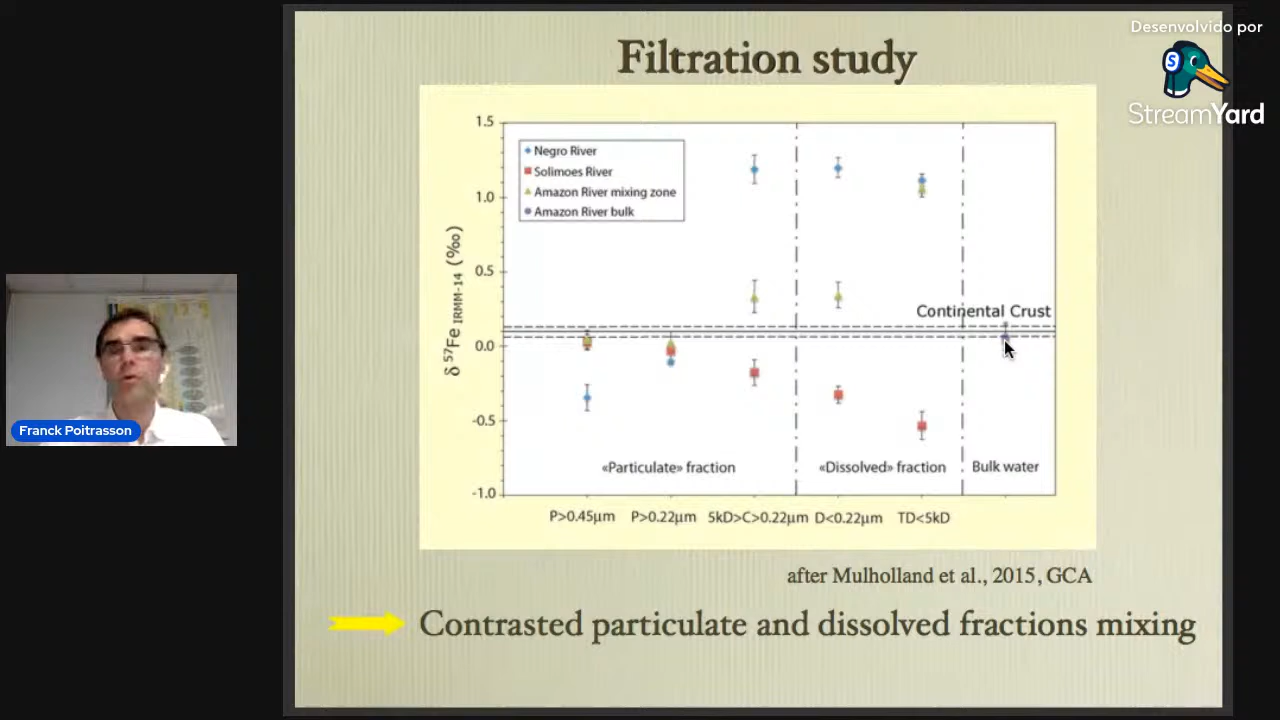 Desenvolvido por
StreamYard
Filtration study
1.5
1.0
0.5
0.0
-0.5
-1.0
δ ⁵⁷Fe IRMM-14 (‰)
Negro River
Solimoes River
Amazon River mixing zone
Amazon River bulk
Continental Crust
«Particulate» fraction
«Dissolved» fraction
Bulk water
P>0.45μm P>0.22μm 5kD>C>0.22μm D<0.22μm TD<5kD
after Mulholland et al., 2015, GCA
Contrasted particulate and dissolved fractions mixing
Franck Poitrasson
S